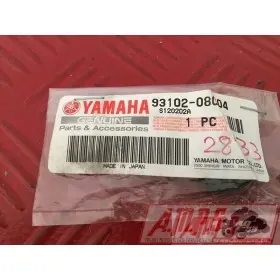 YAMAHA
GENUINE
Parts & Accessories
93102-08004
S120202A
1 PC
MADE IN JAPAN
2833
YAMAHA MOTOR